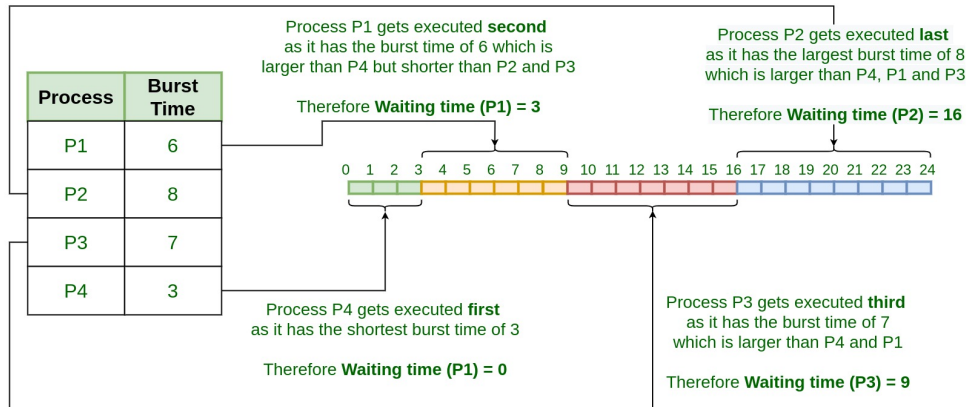 Process P1 gets executed second
as it has the burst time of 6 which is
larger than P4 but shorter than P2 and P3
Therefore Waiting time (P1) = 3
Process P2 gets executed last
as it has the largest burst time of 8
which is larger than P4, P1 and P3
Therefore Waiting time (P2) = 16
Process Burst Time
P1 6
P2 8
P3 7
P4 3
0 1 2 3 4 5 6 7 8 9 10 11 12 13 14 15 16 17 18 19 20 21 22 23 24
Process P4 gets executed first
as it has the shortest burst time of 3
Therefore Waiting time (P1) = 0
Process P3 gets executed third
as it has the burst time of 7
which is larger than P4 and P1
Therefore Waiting time (P3) = 9